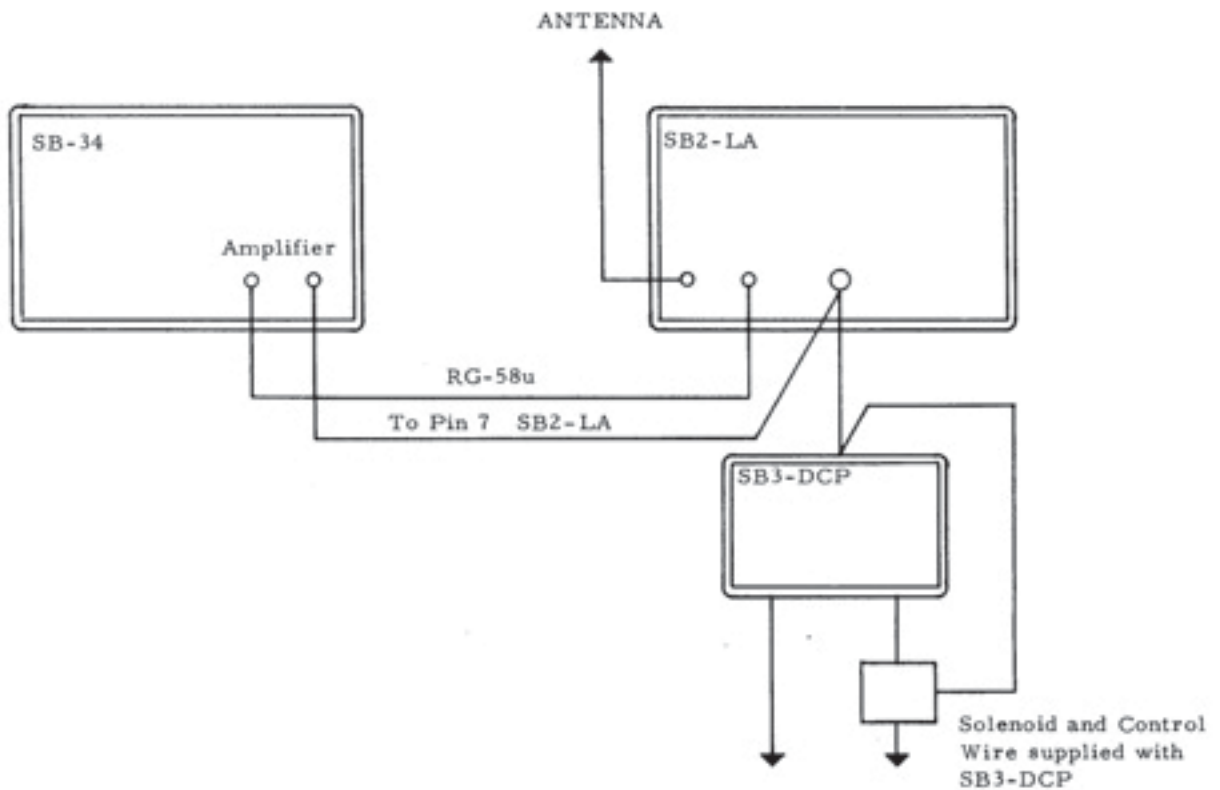 ANTENNA
SB-34
SB2-LA
Amplifier
RG-58u
To Pin 7 SB2-LA
SB3-DCP
Solenoid and Control
Wire supplied with
SB3-DCP